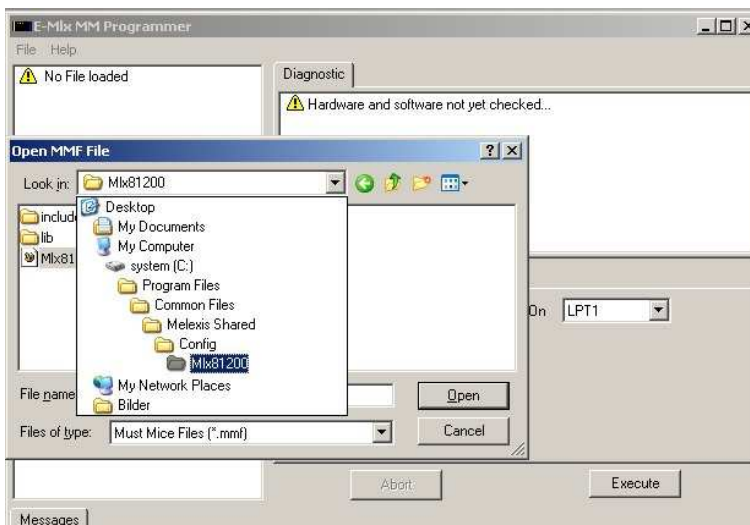 E-Mlx MM Programmer
File Help
No File loaded
Diagnostic
Hardware and software not yet checked...
Open MMF File
Look in: Mlx81200
Desktop
My Documents
My Computer
system (C:)
Program Files
Common Files
Melexis Shared
Config
Mlx81200
My Network Places
Bilder
lib
On LPT1
File name
Open
Files of type: Must Mice Files (*.mmf)
Cancel
Abort
Execute
Messages